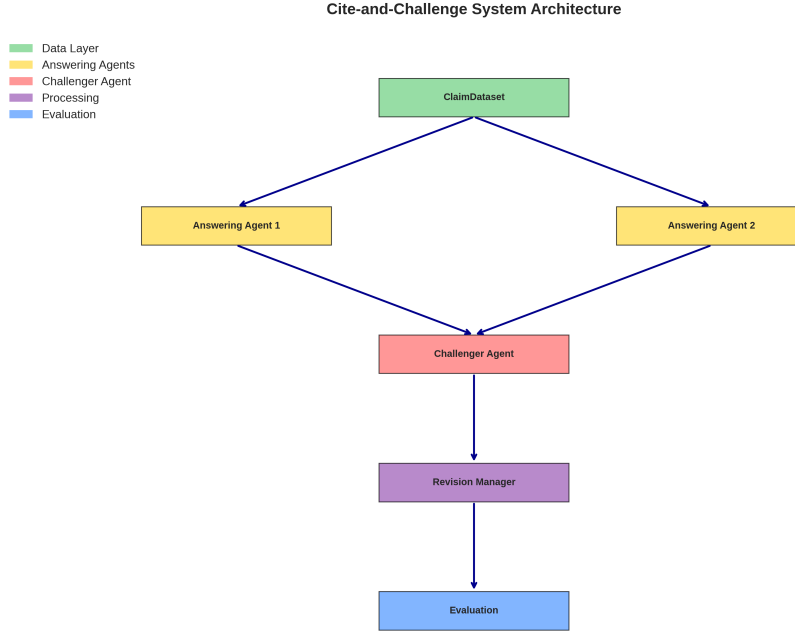 Cite-and-Challenge System Architecture
Data Layer
Answering Agents
Challenger Agent
Processing
Evaluation
ClaimDataset
Answering Agent 1
Answering Agent 2
Challenger Agent
Revision Manager
Evaluation